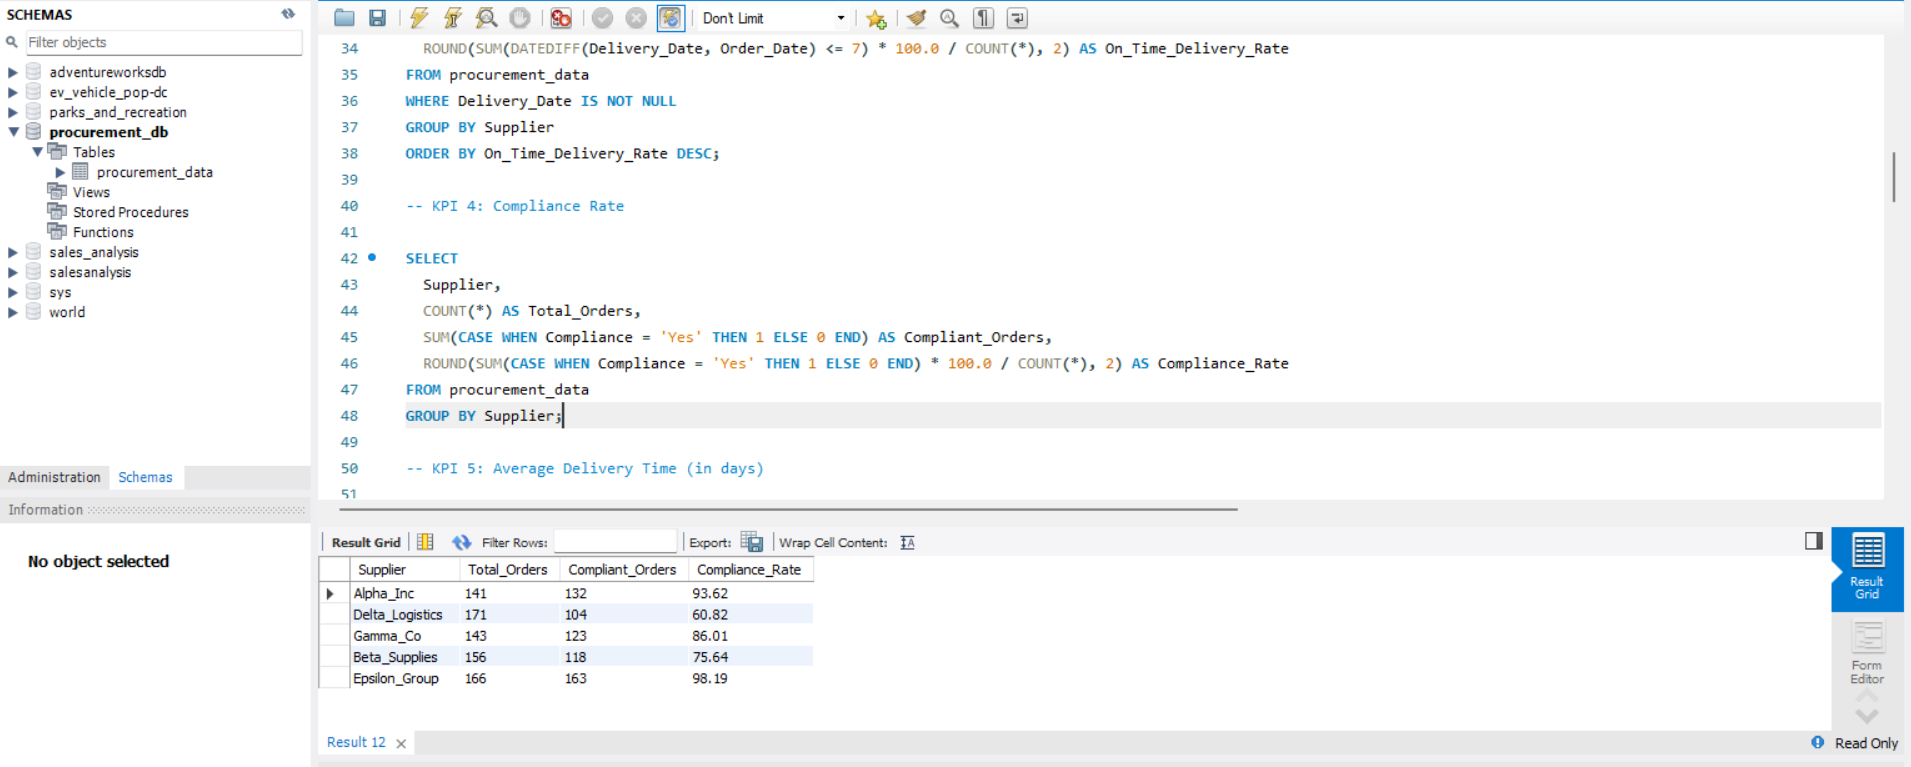 SCHEMAS
Filter objects
adventureworksdb
ev_vehicle_pop-dc
parks_and_recreation
procurement_db
Tables
procurement_data
Views
Stored Procedures
Functions
sales_analysis
salesanalysis
sys
world
Administration Schemas
Information
No object selected
Don't Limit
34 ROUND(SUM(DATEDIFF(Delivery_Date, Order_Date) <= 7) * 100.0 / COUNT(*), 2) AS On_Time_Delivery_Rate
35 FROM procurement_data
36 WHERE Delivery_Date IS NOT NULL
37 GROUP BY Supplier
38 ORDER BY On_Time_Delivery_Rate DESC;
39
40 -- KPI 4: Compliance Rate
41
42 SELECT
43 Supplier,
44 COUNT(*) AS Total_Orders,
45 SUM(CASE WHEN Compliance = 'Yes' THEN 1 ELSE 0 END) AS Compliant_Orders,
46 ROUND(SUM(CASE WHEN Compliance = 'Yes' THEN 1 ELSE 0 END) * 100.0 / COUNT(*), 2) AS Compliance_Rate
47 FROM procurement_data
48 GROUP BY Supplier;
49
50 -- KPI 5: Average Delivery Time (in days)
51
Result Grid Filter Rows: Export: Wrap Cell Content:
Supplier Total_Orders Compliant_Orders Compliance_Rate
Alpha_Inc 141 132 93.62
Delta_Logistics 171 104 60.82
Gamma_Co 143 123 86.01
Beta_Supplies 156 118 75.64
Epsilon_Group 166 163 98.19
Result
Grid
Form
Editor
Result 12
Read Only